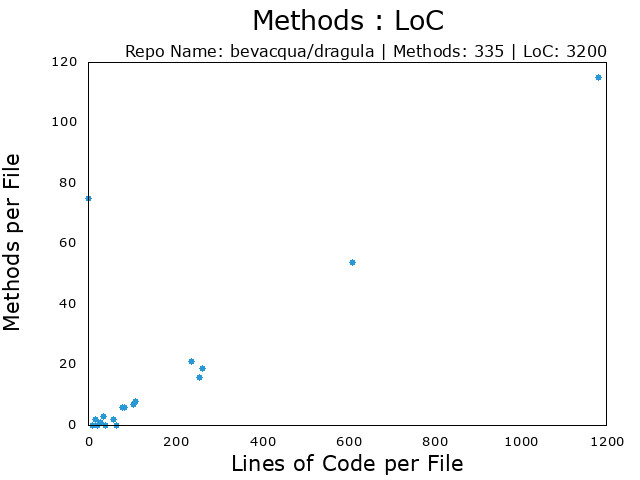 Methods : LoC
Repo Name: bevacqua/dragula | Methods: 335 | LoC: 3200
120
100
80
60
40
20
0
Methods per File
0 200 400 600 800 1000 1200
Lines of Code per File